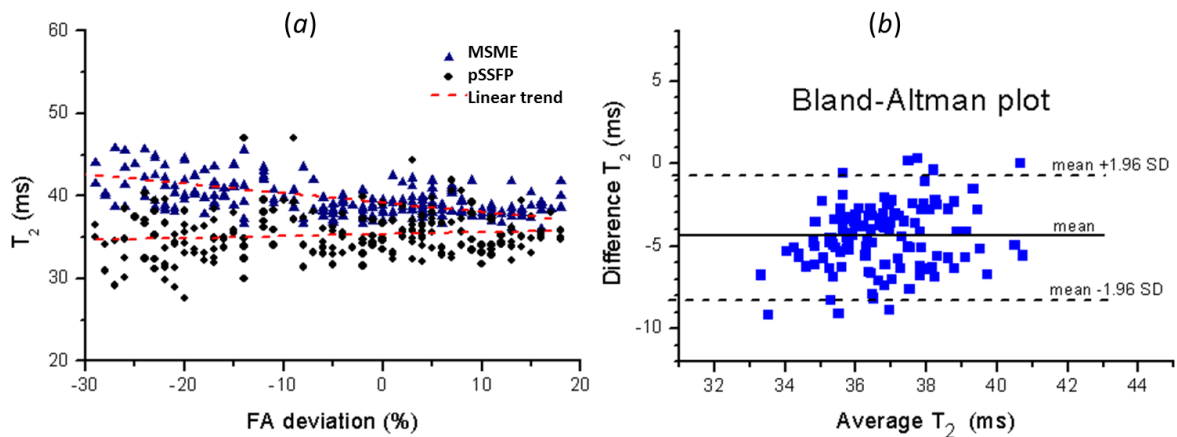 (a)
60
50
40
30
20
T2 (ms)
MSME
pSSFP
Linear trend
-30
-20
-10
0
10
20
FA deviation (%)
(b)
5
0
-5
-10
Difference T2 (ms)
Bland-Altman plot
mean +1.96 SD
mean
mean -1.96 SD
32
34
36
38
40
42
44
Average T2 (ms)